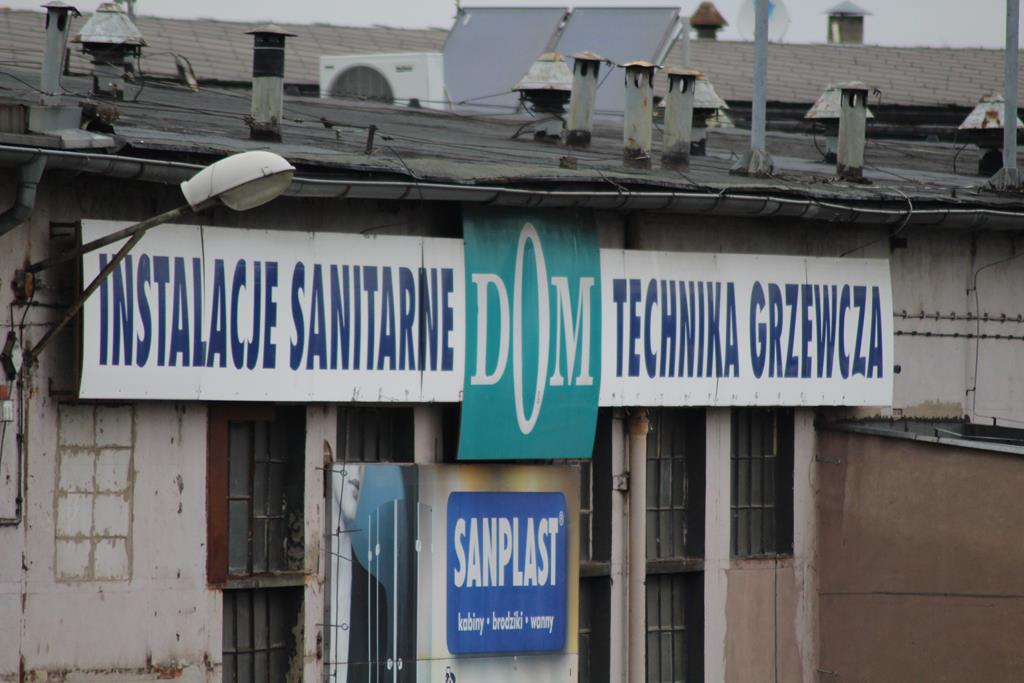 INSTALACJE SANITARNE DOM TECHNIKA GRZEWCZA
SANPLAST®
kabiny • brodziki • wanny